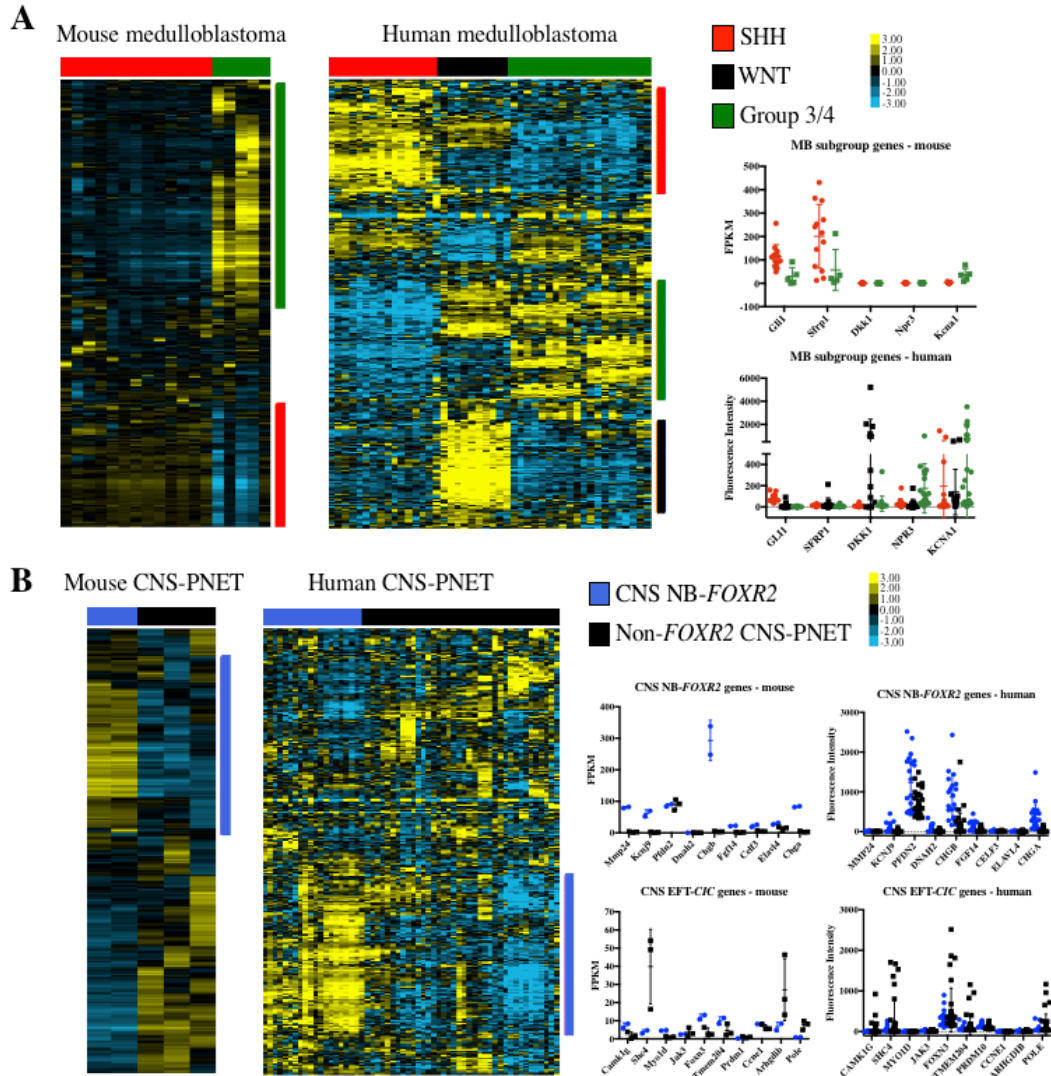 A
Mouse medulloblastoma
Human medulloblastoma
SHH
WNT
Group 3/4
3.00
2.00
1.00
0.00
-1.00
-2.00
-3.00
MB subgroup genes - mouse
FPKM
500
400
300
200
100
0
-100
Gli1
Sfrp1
Dkk1
Npr3
Kcna1
MB subgroup genes - human
Fluorescence Intensity
6000
4000
2000
400
200
0
GLI1
SFRP1
DKK1
NPR3
KCNA1
B
Mouse CNS-PNET
Human CNS-PNET
CNS NB-FOXR2
Non-FOXR2 CNS-PNET
3.00
2.00
1.00
0.00
-1.00
-2.00
-3.00
CNS NB-FOXR2 genes - mouse
FPKM
400
300
200
100
0
Mmp24
Kcnj9
Pfdn2
Dnah2
Chgb
Fgf14
Celf3
Elavl4
Chga
CNS NB-FOXR2 genes - human
Fluorescence Intensity
3000
2000
1000
0
MMP24
KCNJ9
PFDN2
DNAH2
CHGB
FGF14
CELF3
ELAVL4
CHGA
CNS EFT-CIC genes - mouse
FPKM
70
60
50
40
30
20
10
0
Camk1g
Shc4
Myo1d
Jak3
Foxn3
Tmem204
Prdm1
Ccne1
Arhgdib
Pole
CNS EFT-CIC genes - human
Fluorescence Intensity
3000
2000
1000
0
CAMK1G
SHC4
MYO1D
JAK3
FOXN3
TMEM204
PRDM10
CCNE1
ARHGDIB
POLE